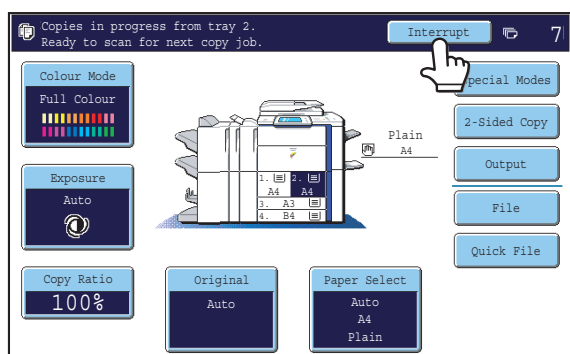 Copies in progress from tray 2.
Ready to scan for next copy job.
Interrupt
7
Colour Mode
Full Colour
Special Modes
2-Sided Copy
Plain
A4
Output
Exposure
Auto
1.
2.
A4
A4
3. A3
4. B4
File
Quick File
Copy Ratio
100%
Original
Auto
Paper Select
Auto
A4
Plain